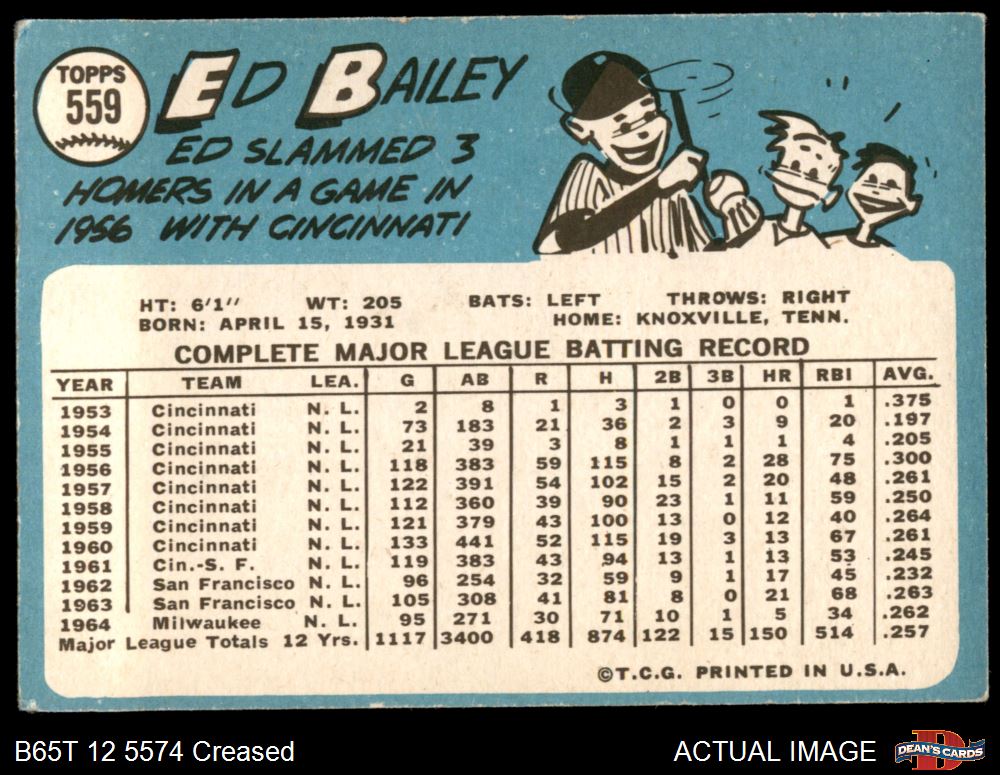 TOPPS
559
ED BAILEY
ED SLAMMED 3
HOMERS IN A GAME IN
1956 WITH CINCINNATI
HT: 6'1" WT: 205 BATS: LEFT THROWS: RIGHT
BORN: APRIL 15, 1931 HOME: KNOXVILLE, TENN.
COMPLETE MAJOR LEAGUE BATTING RECORD
YEAR TEAM LEA. G AB R H 2B 3B HR RBI AVG.
1953 Cincinnati N. L. 2 8 1 3 1 0 0 1 .375
1954 Cincinnati N. L. 73 183 21 36 2 3 9 20 .197
1955 Cincinnati N. L. 21 39 3 8 1 1 1 4 .205
1956 Cincinnati N. L. 118 383 59 115 8 2 28 75 .300
1957 Cincinnati N. L. 122 391 54 102 15 2 20 48 .261
1958 Cincinnati N. L. 112 360 39 90 23 1 11 59 .250
1959 Cincinnati N. L. 121 379 43 100 13 0 12 40 .264
1960 Cincinnati N. L. 133 441 52 115 19 3 13 67 .261
1961 Cin.-S. F. N. L. 119 383 43 94 13 1 13 53 .245
1962 San Francisco N. L. 96 254 32 59 9 1 17 45 .232
1963 San Francisco N. L. 105 308 41 81 8 0 21 68 .263
1964 Milwaukee N. L. 95 271 30 71 10 1 5 34 .262
Major League Totals 12 Yrs. 1117 3400 418 874 122 15 150 514 .257
©T.C.G. PRINTED IN U.S.A.
B65T 12 5574 Creased
ACTUAL IMAGE
D
DEAN'S CARDS